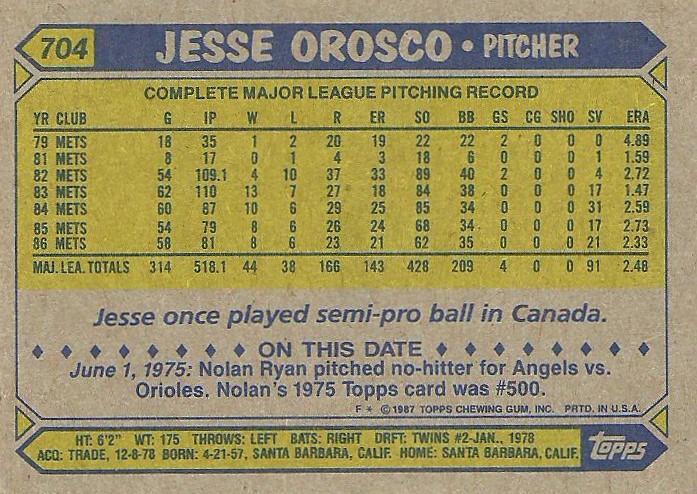 704 JESSE OROSCO • PITCHER
COMPLETE MAJOR LEAGUE PITCHING RECORD
YR CLUB G IP W L R ER SO BB GS CG SHO SV ERA
79 METS 18 35 1 2 20 19 22 22 2 0 0 0 4.89
81 METS 8 17 0 1 4 3 18 6 0 0 0 1 1.59
82 METS 54 109.1 4 10 37 33 89 40 2 0 0 4 2.72
83 METS 62 110 13 7 27 18 84 38 0 0 0 17 1.47
84 METS 60 87 10 6 29 25 85 34 0 0 0 31 2.59
85 METS 54 79 8 6 26 24 68 34 0 0 0 17 2.73
86 METS 58 81 8 6 23 21 62 35 0 0 0 21 2.33
MAJ. LEA. TOTALS 314 518.1 44 38 166 143 428 209 4 0 0 91 2.48
Jesse once played semi-pro ball in Canada.
ON THIS DATE
June 1, 1975: Nolan Ryan pitched no-hitter for Angels vs.
Orioles. Nolan's 1975 Topps card was #500.
F * © 1987 TOPPS CHEWING GUM, INC. PRTD. IN U.S.A.
HT: 6'2" WT: 175 THROWS: LEFT BATS: RIGHT DRFT: TWINS #2-JAN., 1978
ACQ: TRADE, 12-8-78 BORN: 4-21-57, SANTA BARBARA, CALIF. HOME: SANTA BARBARA, CALIF.
topps